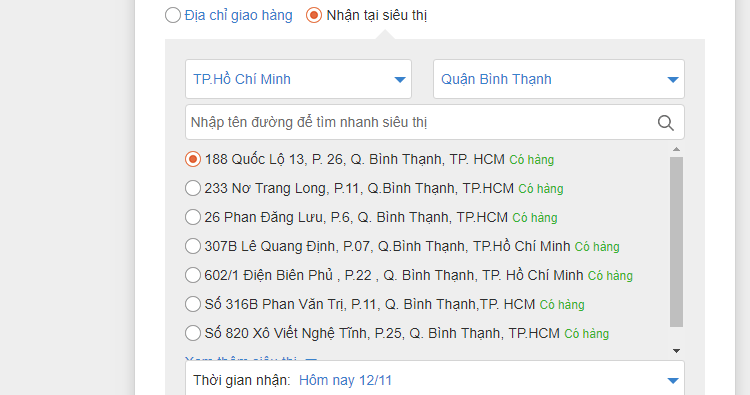 Địa chỉ giao hàng Nhận tại siêu thị
TP.Hồ Chí Minh Quận Bình Thạnh
Nhập tên đường để tìm nhanh siêu thị
188 Quốc Lộ 13, P. 26, Q. Bình Thạnh, TP. HCM Có hàng
233 Nơ Trang Long, P.11, Q.Bình Thạnh, TP.HCM Có hàng
26 Phan Đăng Lưu, P.6, Q. Bình Thạnh, TP.HCM Có hàng
307B Lê Quang Định, P.07, Q.Bình Thạnh, TP.Hồ Chí Minh Có hàng
602/1 Điện Biên Phủ , P.22 , Q. Bình Thạnh, TP. Hồ Chí Minh Có hàng
Số 316B Phan Văn Trị, P.11, Q. Bình Thạnh,TP. HCM Có hàng
Số 820 Xô Viết Nghệ Tĩnh, P.25, Q. Bình Thạnh, TP.HCM Có hàng
Xem thêm siêu thị
Thời gian nhận: Hôm nay 12/11